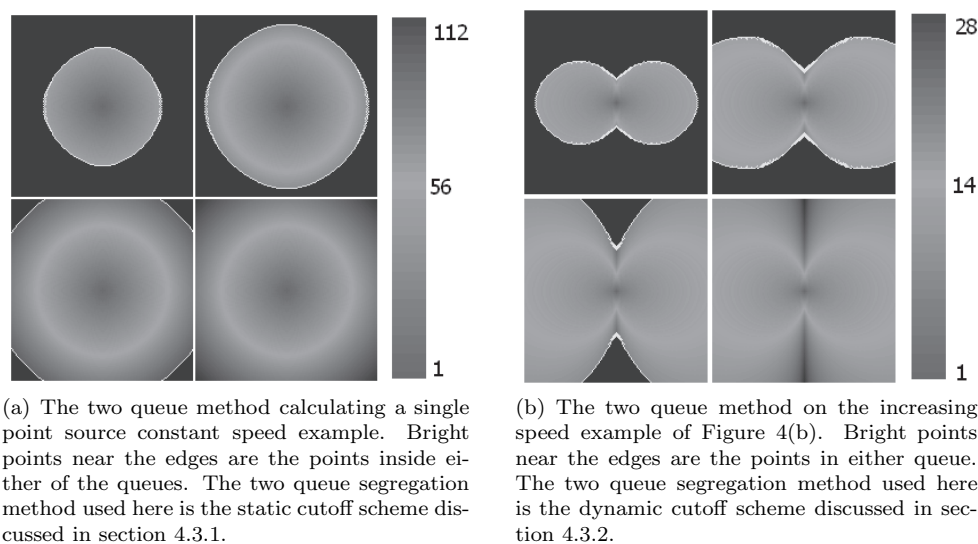 112
56
1
28
14
1
(a) The two queue method calculating a single
point source constant speed example. Bright
points near the edges are the points inside ei-
ther of the queues. The two queue segregation
method used here is the static cutoff scheme dis-
cussed in section 4.3.1.
(b) The two queue method on the increasing
speed example of Figure 4(b). Bright points
near the edges are the points in either queue.
The two queue segregation method used here
is the dynamic cutoff scheme discussed in sec-
tion 4.3.2.